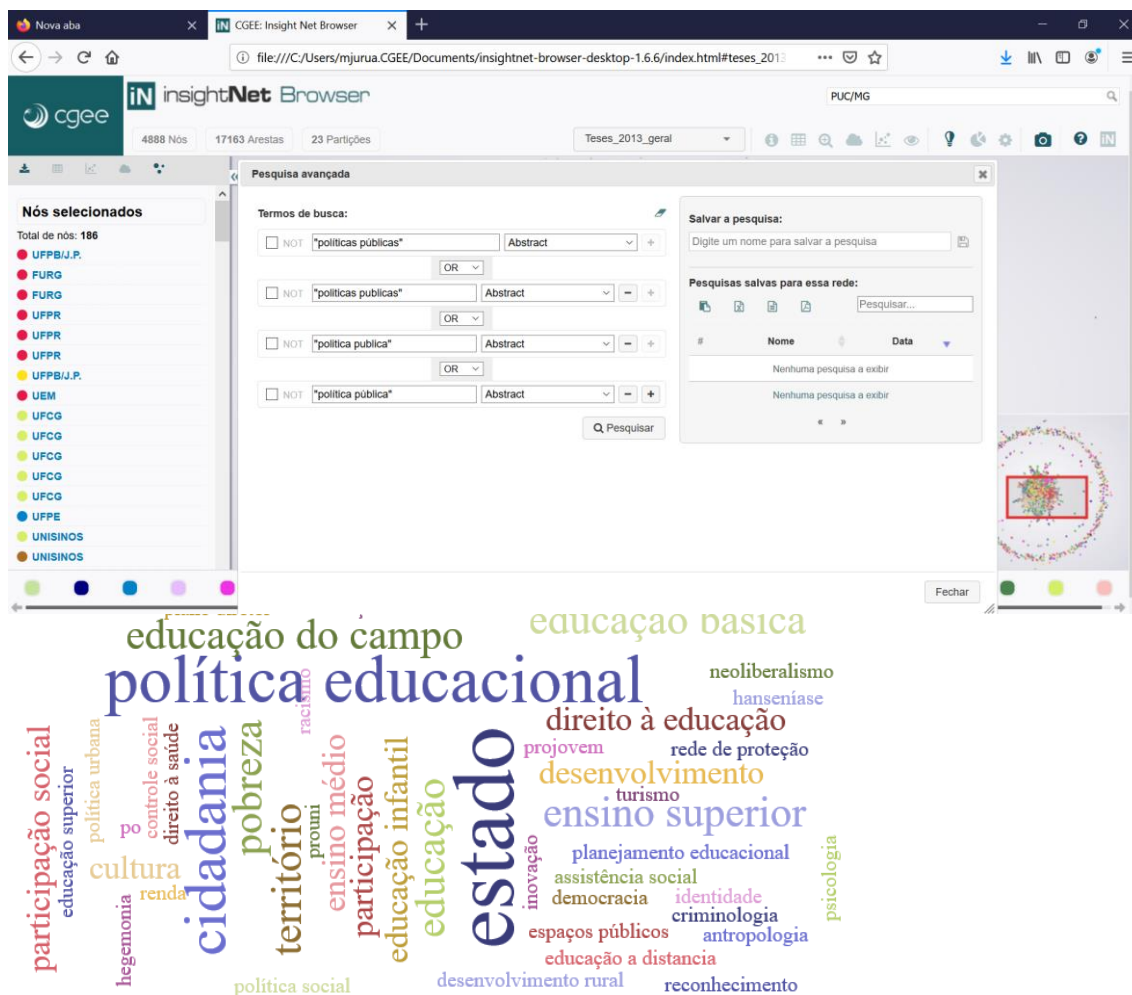 Nova aba
CGEE: Insight Net Browser
file:///C:/Users/mjurua.CGEE/Documents/insightnet-browser-desktop-1.6.6/index.html#teses_2013
cgee
iN insightNet Browser
PUC/MG
4888 Nós
17163 Arestas
23 Partições
Teses_2013_geral
Pesquisa avançada
Nós selecionados
Total de nós: 186
UFPB/J.P.
FURG
FURG
UFPR
UFPR
UFPR
UFPB/J.P.
UEM
UFCG
UFCG
UFCG
UFCG
UFCG
UFPE
UNISINOS
UNISINOS
Termos de busca:
NOT "políticas públicas" Abstract
OR
NOT "politicas publicas" Abstract
OR
NOT "politica publica" Abstract
OR
NOT "política pública" Abstract
Pesquisar
Salvar a pesquisa:
Digite um nome para salvar a pesquisa
Pesquisas salvas para essa rede:
Pesquisar...
# Nome Data
Nenhuma pesquisa a exibir
Nenhuma pesquisa a exibir
« »
Fechar
educação do campo
educação básica
política educacional
neoliberalismo
hanseníase
racismo
direito à educação
participação social
educação superior
política urbana
po
controle social
direito à saúde
cidadania
pobreza
território
prouni
ensino médio
participação
educação infantil
educação
estado
projovem
rede de proteção
desenvolvimento
turismo
ensino superior
cultura
renda
hegemonia
inovação
planejamento educacional
psicologia
assistência social
democracia
identidade
criminologia
espaços públicos
antropologia
educação a distancia
política social
desenvolvimento rural
reconhecimento